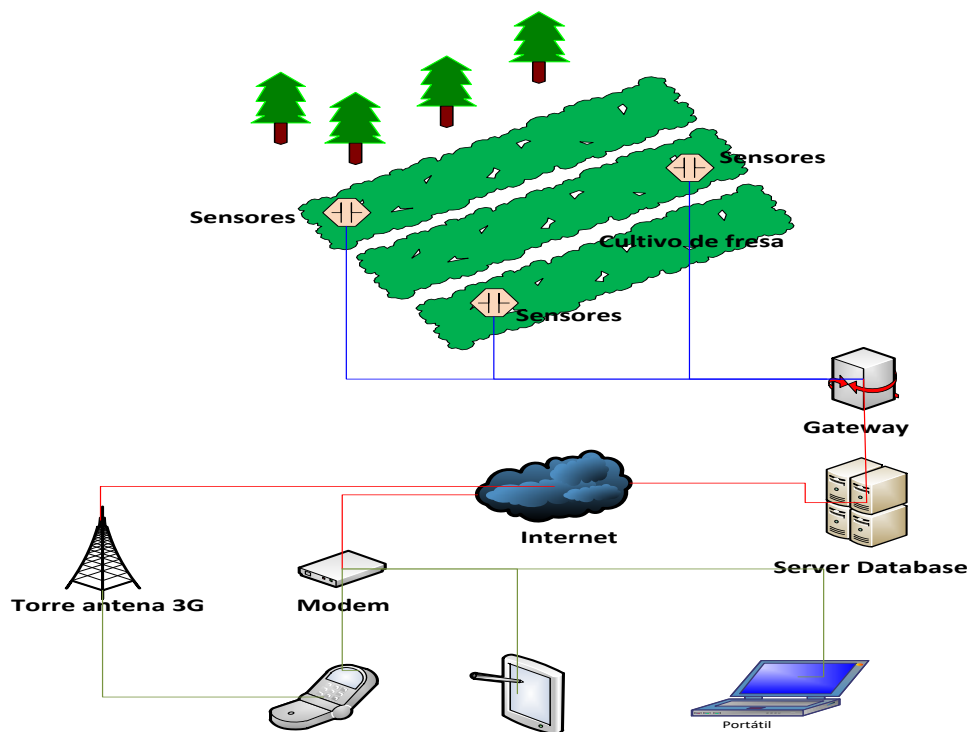 Sensores
Sensores
Cultivo de fresa
Sensores
Gateway
Internet
Server Database
Torre antena 3G
Modem
Portátil